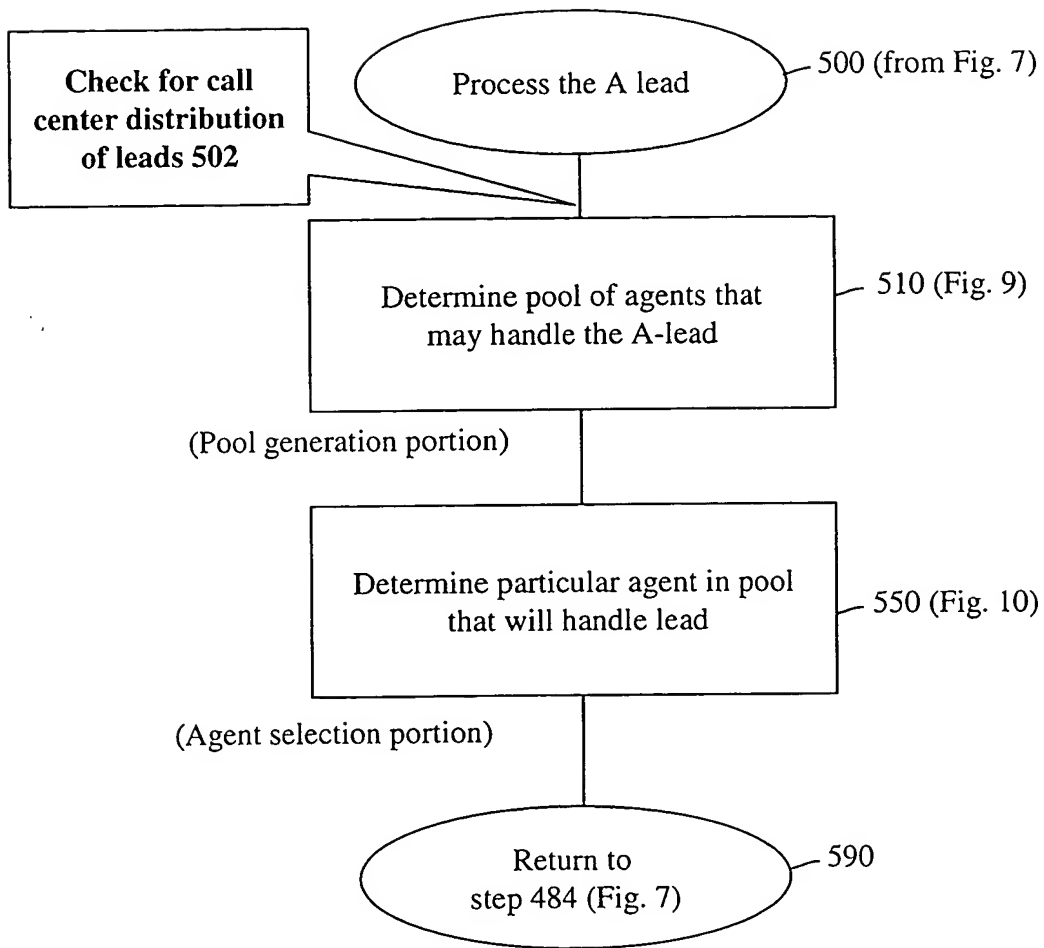 Check for call
center distribution
of leads 502
Process the A lead
500 (from Fig. 7)
Determine pool of agents that
may handle the A-lead
510 (Fig. 9)
(Pool generation portion)
Determine particular agent in pool
that will handle lead
550 (Fig. 10)
(Agent selection portion)
Return to
step 484 (Fig. 7)
590